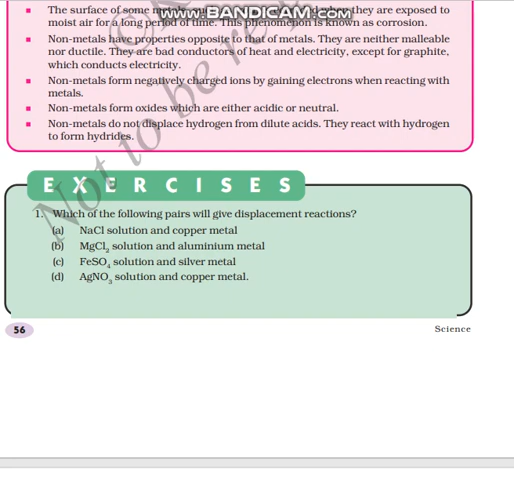 ■ The surface of some metals, they are exposed to
moist air for a long period of time. This phenomenon is known as corrosion.
■ Non-metals have properties opposite to that of metals. They are neither malleable
nor ductile. They are bad conductors of heat and electricity, except for graphite,
which conducts electricity.
■ Non-metals form negatively charged ions by gaining electrons when reacting with
metals.
■ Non-metals form oxides which are either acidic or neutral.
■ Non-metals do not displace hydrogen from dilute acids. They react with hydrogen
to form hydrides.
www.BANDICAM.com
Not to be
EXERCISES
1. Which of the following pairs will give displacement reactions?
(a) NaCl solution and copper metal
(b) MgCl₂ solution and aluminium metal
(c) FeSO₄ solution and silver metal
(d) AgNO₃ solution and copper metal.
56
Science